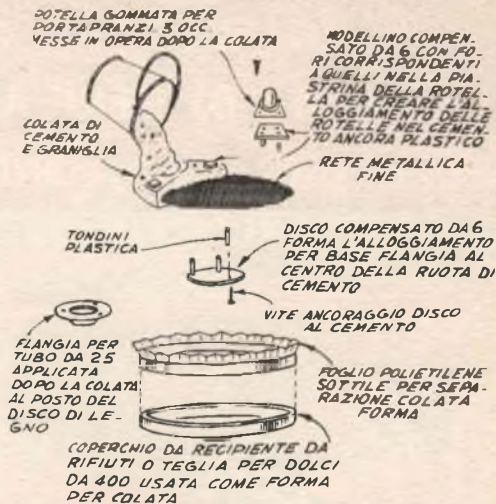 ROTELLA GOMMATA PER
PORTAPRANZI 3 OCC.
MESSE IN OPERA DOPO LA COLATA
MODELLINO COMPEN-
SATO DA 6 CON FO-
RI CORRISPONDENTI
A QUELLI NELLA PIA-
STRINA DELLA ROTEL-
LA PER CREARE L'AL-
LOGGIAMENTO DELLE
ROTELLE NEL CEMEN-
TO ANCORA PLASTICO
COLATA DI
CEMENTO
E GRANIGLIA
RETE METALLICA
FINE
TONDINI
PLASTICA
DISCO COMPENSATO DA 6
FORMA L'ALLOGGIAMENTO
PER BASE FLANGIA AL
CENTRO DELLA RUOTA DI
CEMENTO
VITE ANCORAGGIO DISCO
AL CEMENTO
FLANGIA PER
TUBO DA 25
APPLICATA
DOPO LA COLATA
AL POSTO DEL
DISCO DI LE-
GNO
FOGLIO POLIETILENE
SOTTILE PER SEPA-
RAZIONE COLATA
FORMA
COPERCHIO DA RECIPIENTE DA
RIFIUTI O TEGLIA PER DOLCI
DA 400 USATA COME FORMA
PER COLATA